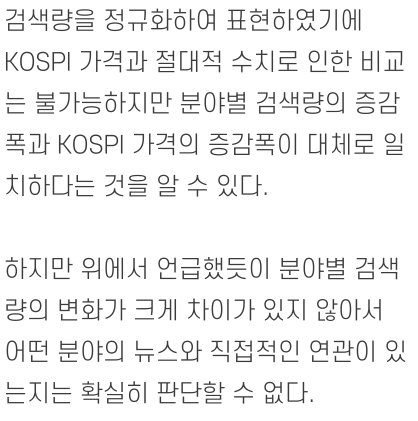 검색량을 정규화하여 표현하였기에
KOSPI 가격과 절대적 수치로 인한 비교
는 불가능하지만 분야별 검색량의 증감
폭과 KOSPI 가격의 증감폭이 대체로 일
치하다는 것을 알 수 있다.
하지만 위에서 언급했듯이 분야별 검색
량의 변화가 크게 차이가 있지 않아서
어떤 분야의 뉴스와 직접적인 연관이 있
는지는 확실히 판단할 수 없다.